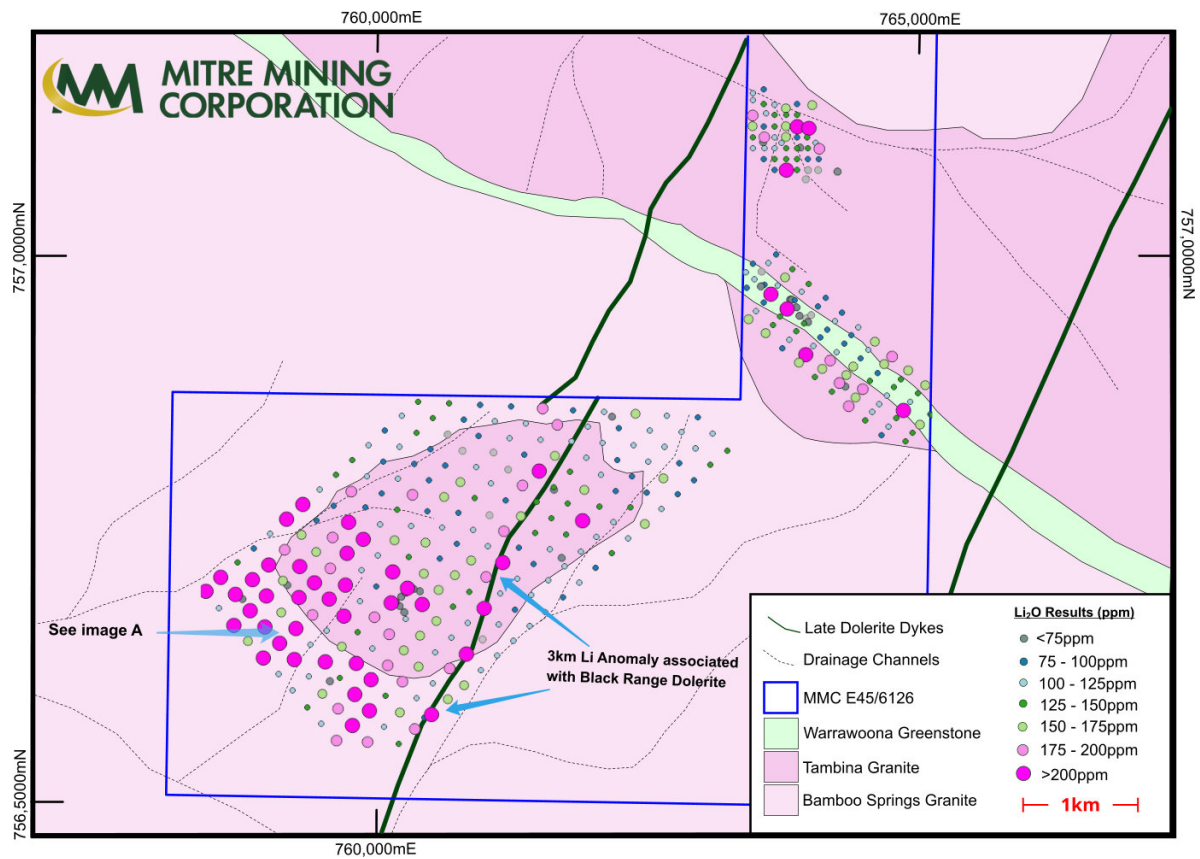 760,000mE
765,000mE
MITRE MINING
CORPORATION
757,0000mN
757,0000mN
See image A
3km Li Anomaly associated
with Black Range Dolerite
756,5000mN
760,000mE
Late Dolerite Dykes
Drainage Channels
MMC E45/6126
Warrawoona Greenstone
Tambina Granite
Bamboo Springs Granite
Li₂O Results (ppm)
<75ppm
75 - 100ppm
100 - 125ppm
125 - 150ppm
150 - 175ppm
175 - 200ppm
>200ppm
1km